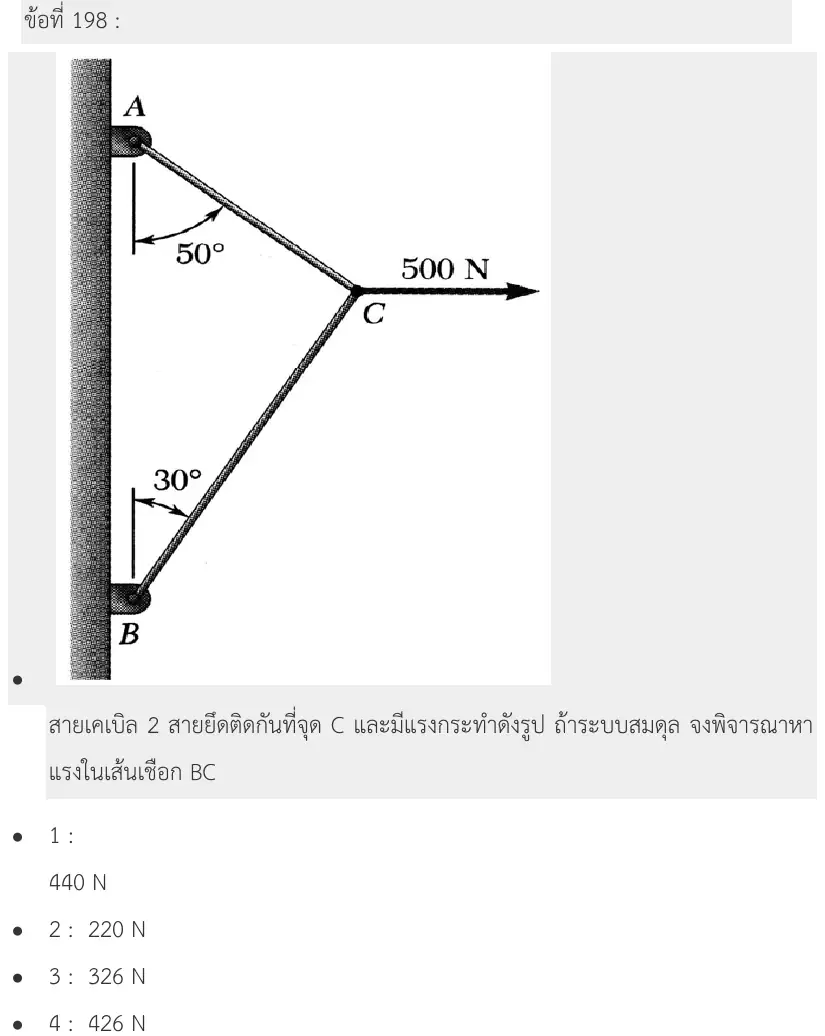 ข้อที่ 198 :
A
50°
500 N
C
30°
B
สายเคเบิล 2 สายยึดติดกันที่จุด C และมีแรงกระทำดังรูป ถ้าระบบสมดุล จงพิจารณาหา
แรงในเส้นเชือก BC
1 :
440 N
2 : 220 N
3 : 326 N
4 : 426 N